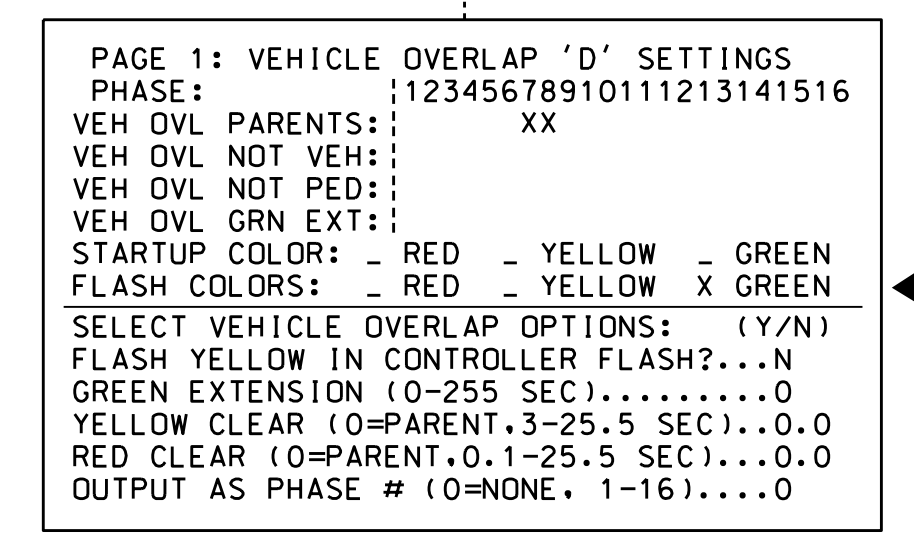 PAGE 1: VEHICLE OVERLAP 'D' SETTINGS
PHASE: 12345678910111213141516
VEH OVL PARENTS: XX
VEH OVL NOT VEH:
VEH OVL NOT PED:
VEH OVL GRN EXT:
STARTUP COLOR: _ RED _ YELLOW _ GREEN
FLASH COLORS: _ RED _ YELLOW X GREEN
SELECT VEHICLE OVERLAP OPTIONS: (Y/N)
FLASH YELLOW IN CONTROLLER FLASH?...N
GREEN EXTENSION (0-255 SEC).........0
YELLOW CLEAR (0=PARENT,3-25.5 SEC)..0.0
RED CLEAR (0=PARENT,0.1-25.5 SEC)...0.0
OUTPUT AS PHASE # (0=NONE, 1-16)....0